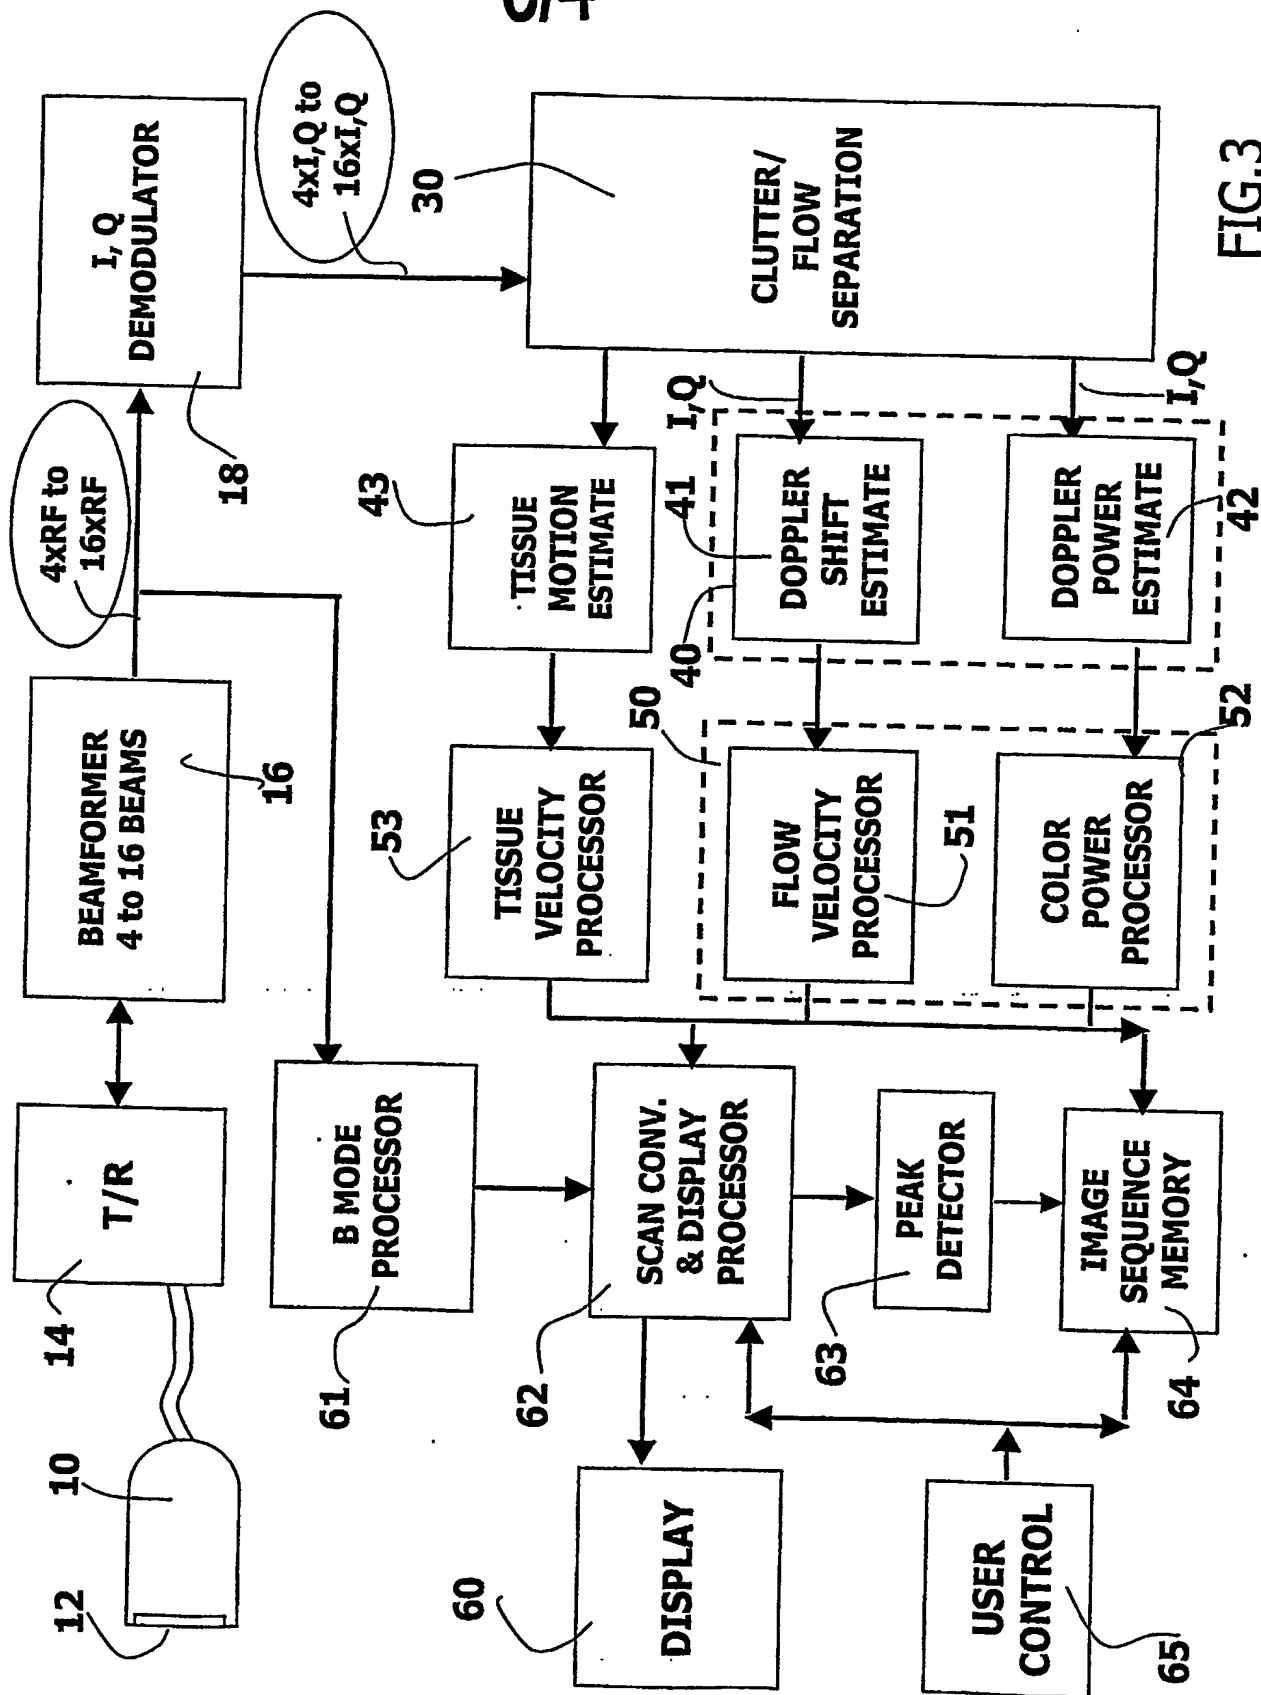 12
10
14
T/R
BEAMFORMER
4 to 16 BEAMS
16
4xRF to
16xRF
I, Q
DEMODULATOR
18
4xI,Q to
16xI,Q
30
CLUTTER/
FLOW
SEPARATION
I,Q
I,Q
43
TISSUE
MOTION
ESTIMATE
40
41
DOPPLER
SHIFT
ESTIMATE
DOPPLER
POWER
ESTIMATE
42
53
TISSUE
VELOCITY
PROCESSOR
50
FLOW
VELOCITY
PROCESSOR
51
COLOR
POWER
PROCESSOR
52
61
B MODE
PROCESSOR
62
SCAN CONV.
& DISPLAY
PROCESSOR
63
PEAK
DETECTOR
64
IMAGE
SEQUENCE
MEMORY
60
DISPLAY
USER
CONTROL
65
FIG.3